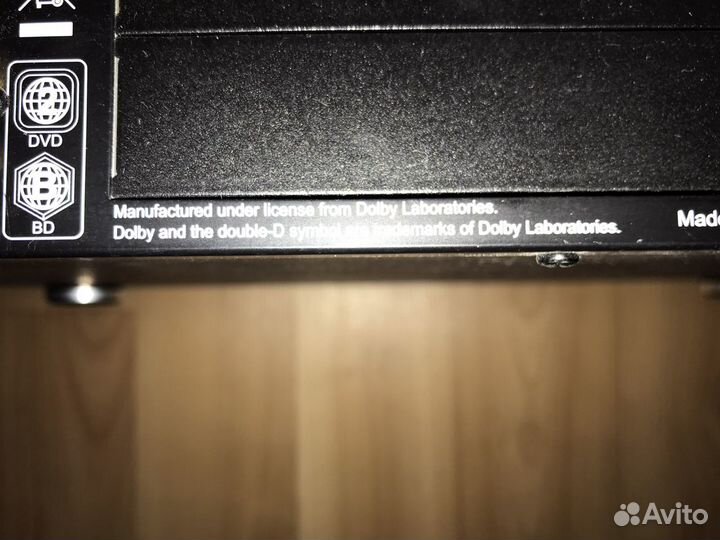 2
DVD
B
BD
Manufactured under license from Dolby Laboratories.
Dolby and the double-D symbol are trademarks of Dolby Laboratories.
Made
Avito